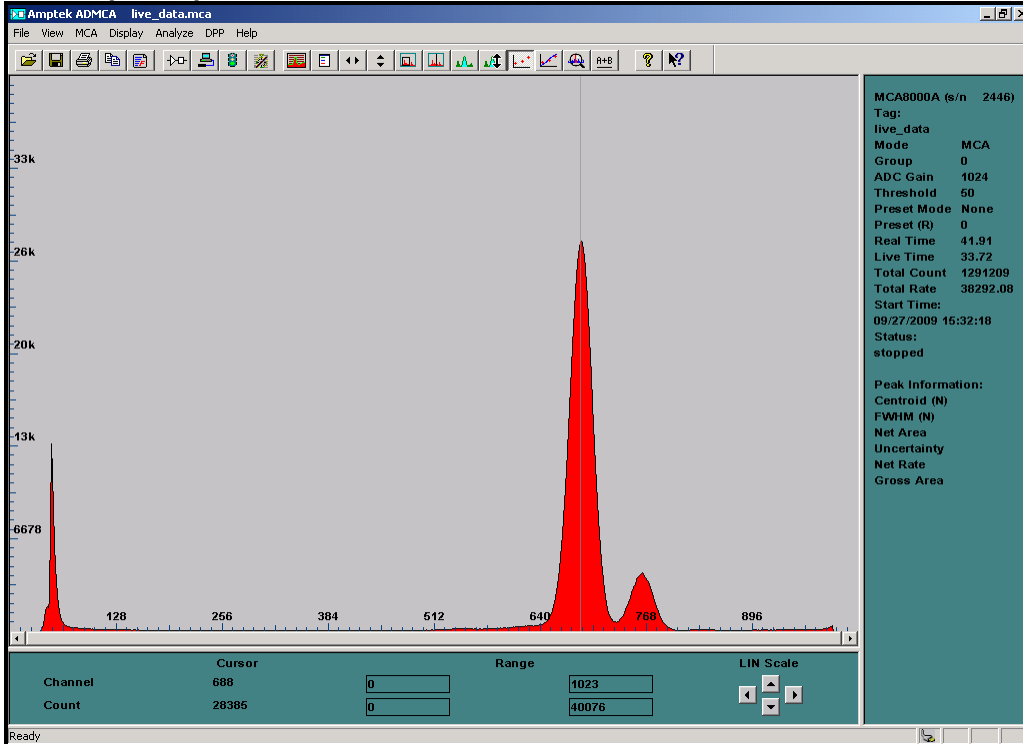 Amptek ADMCA    live_data.mca
File  View  MCA  Display  Analyze  DPP  Help
A+B
33k
26k
20k
13k
6678
128  256  384  512  640  768  896
MCA8000A (s/n    2446)
Tag:
live_data
Mode    MCA
Group    0
ADC Gain    1024
Threshold    50
Preset Mode    None
Preset (R)    0
Real Time    41.91
Live Time    33.72
Total Count    1291209
Total Rate    38292.08
Start Time:
09/27/2009 15:32:18
Status:
stopped
Peak Information:
Centroid (N)
FWHM (N)
Net Area
Uncertainty
Net Rate
Gross Area
Cursor    Range    LIN Scale
Channel    688    0    1023
Count    28385    0    40076
Ready